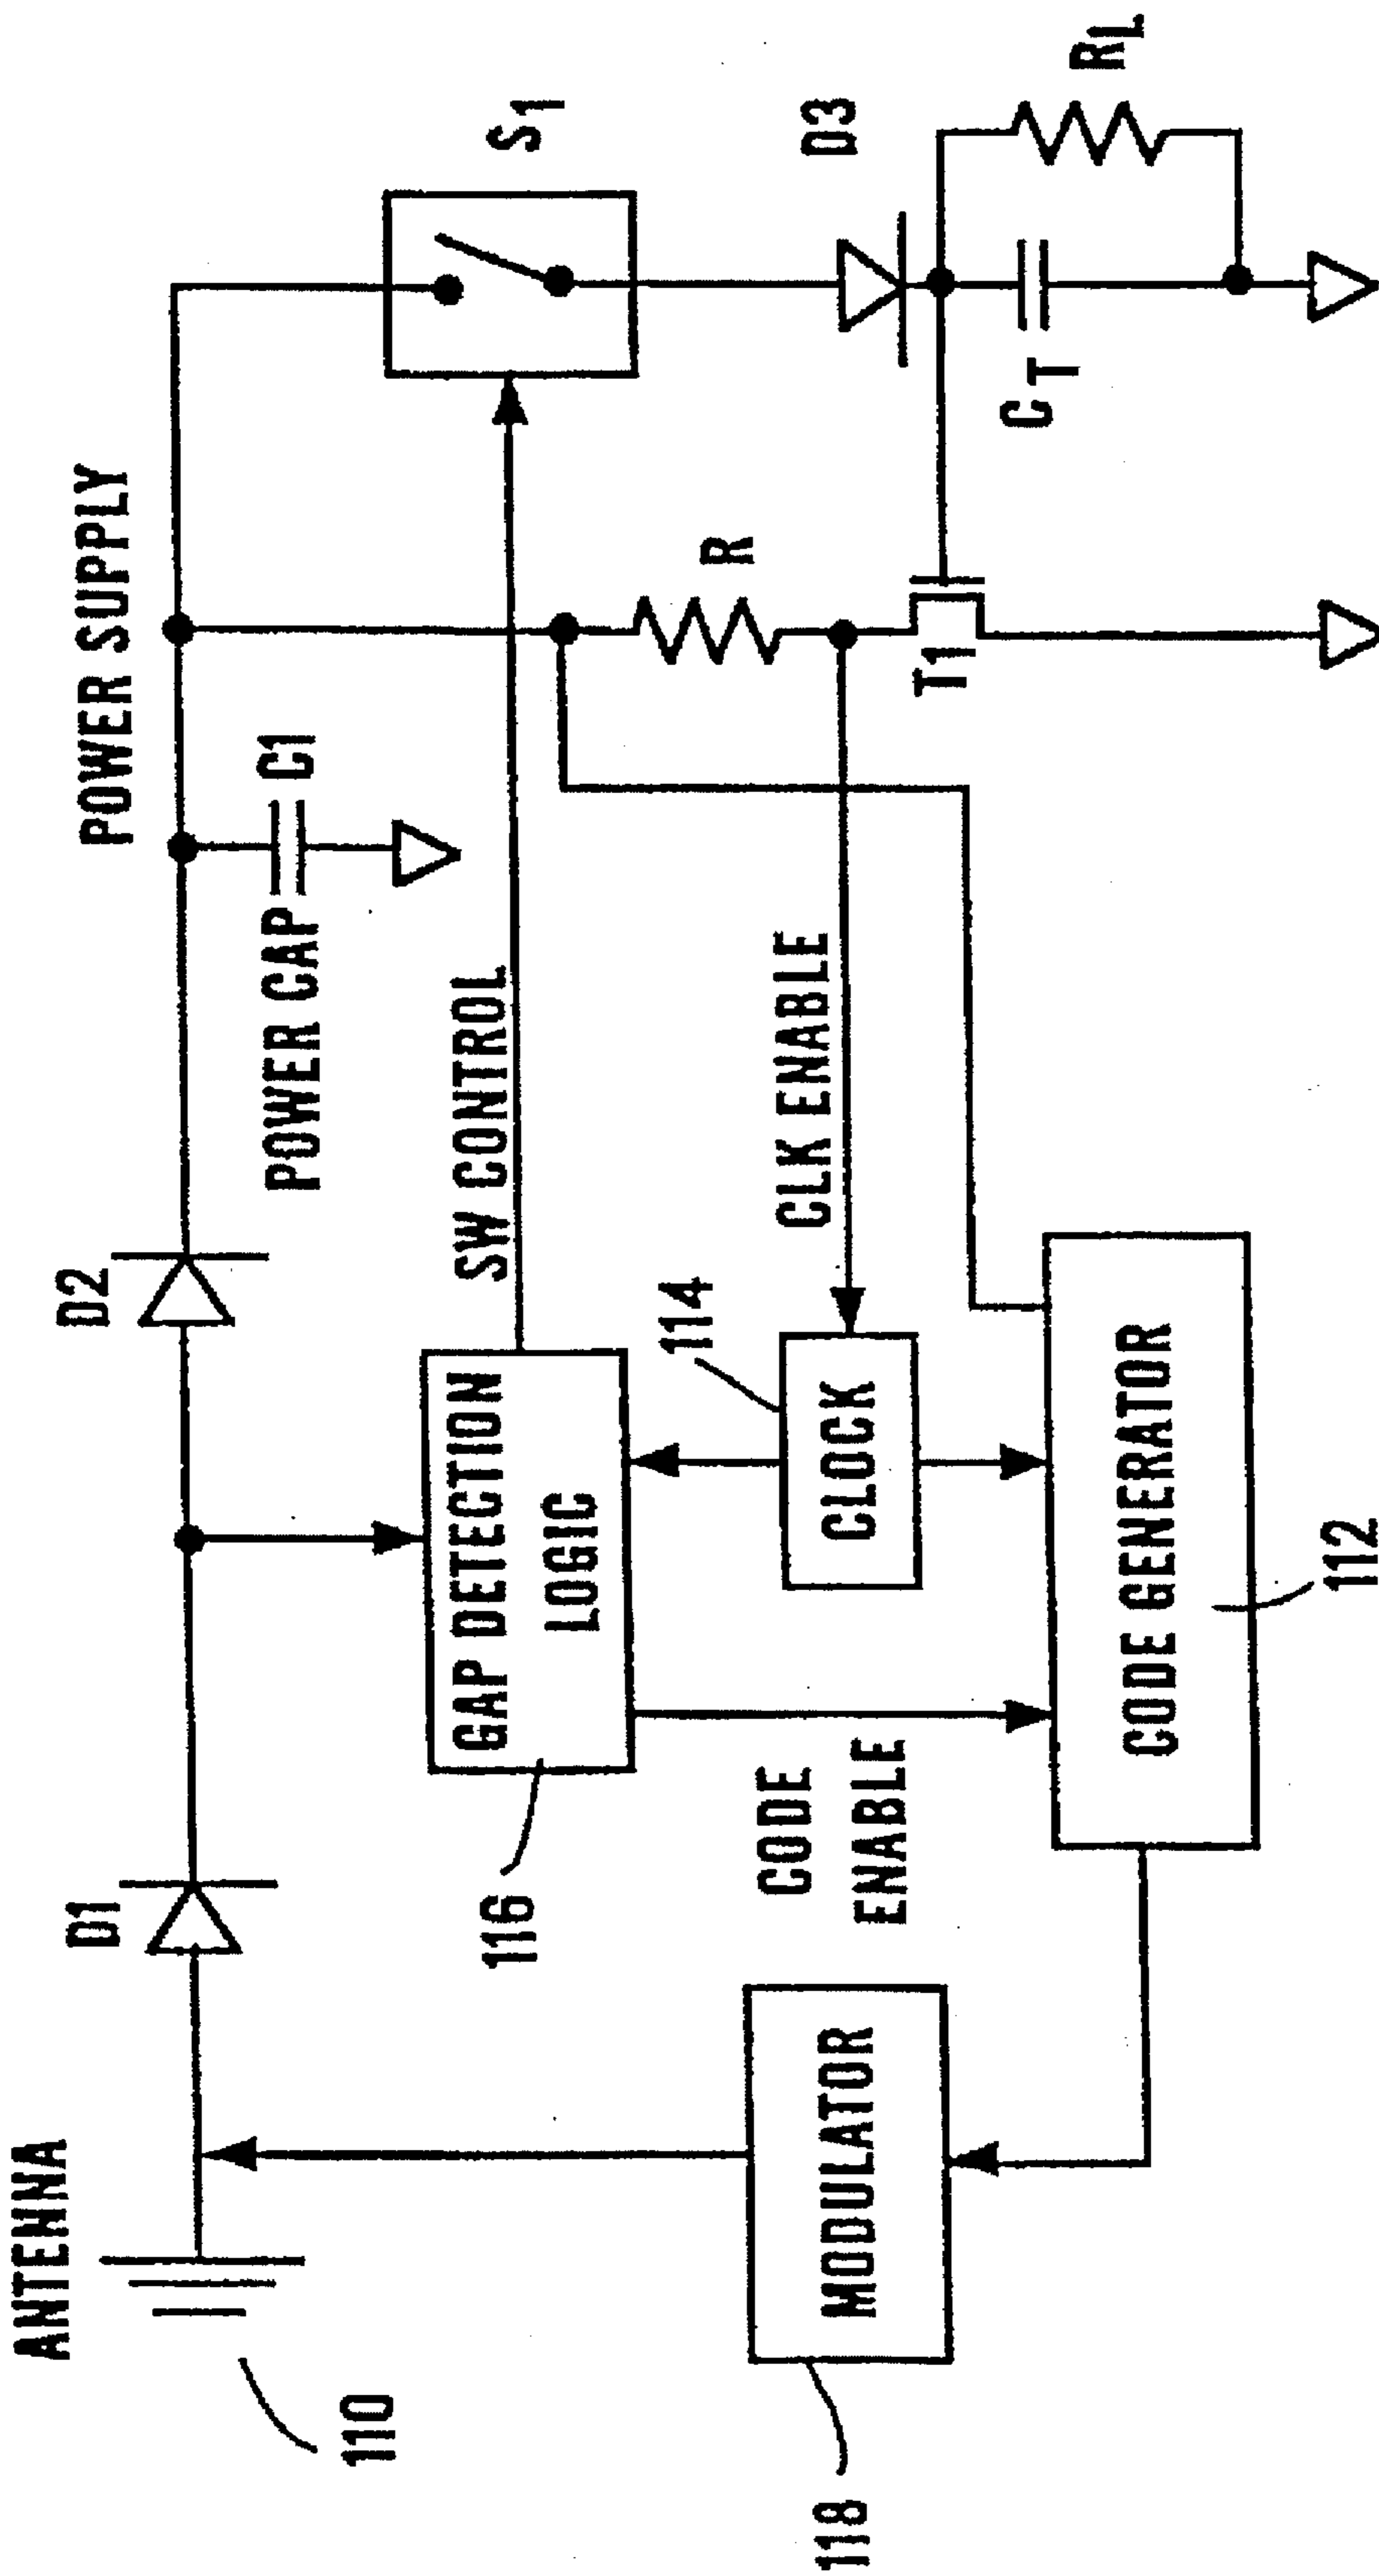 ANTENNA
110
D1
D2
POWER SUPPLY
POWER CAP C1
S1
SW CONTROL
116
GAP DETECTION
LOGIC
114
CLOCK
CLK ENABLE
R
T1
D3
CT
RL
CODE
ENABLE
118
MODULATOR
CODE GENERATOR
112